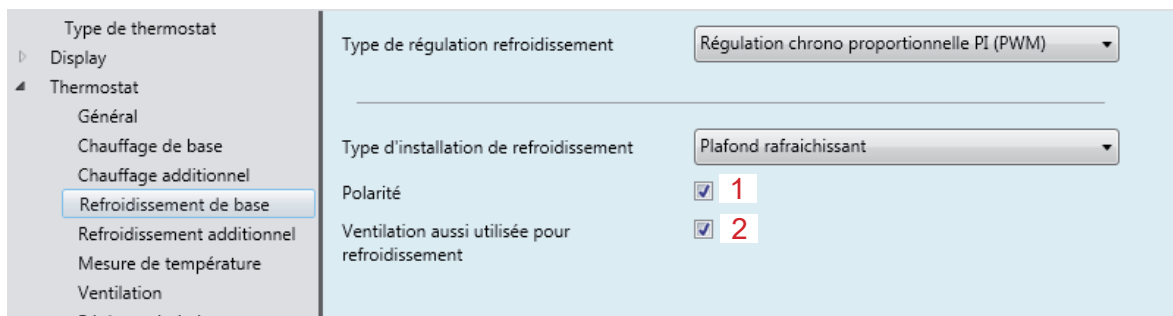 Type de thermostat
Display
Thermostat
Général
Chauffage de base
Chauffage additionnel
Refroidissement de base
Refroidissement additionnel
Mesure de température
Ventilation
Type de régulation refroidissement
Régulation chrono proportionnelle PI (PWM)
Type d'installation de refroidissement
Plafond rafraichissant
Polarité
1
Ventilation aussi utilisée pour
refroidissement
2